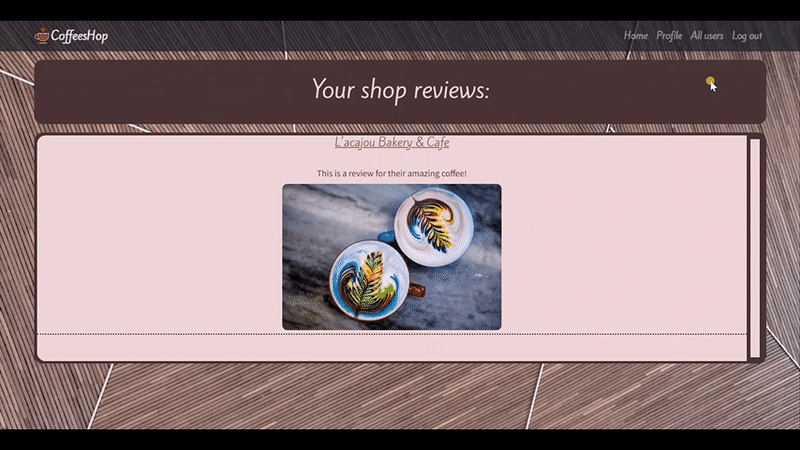 CoffeesHop
Home Profile All users Log out
Your shop reviews:
L'acajou Bakery & Cafe
This is a review for their amazing coffee!